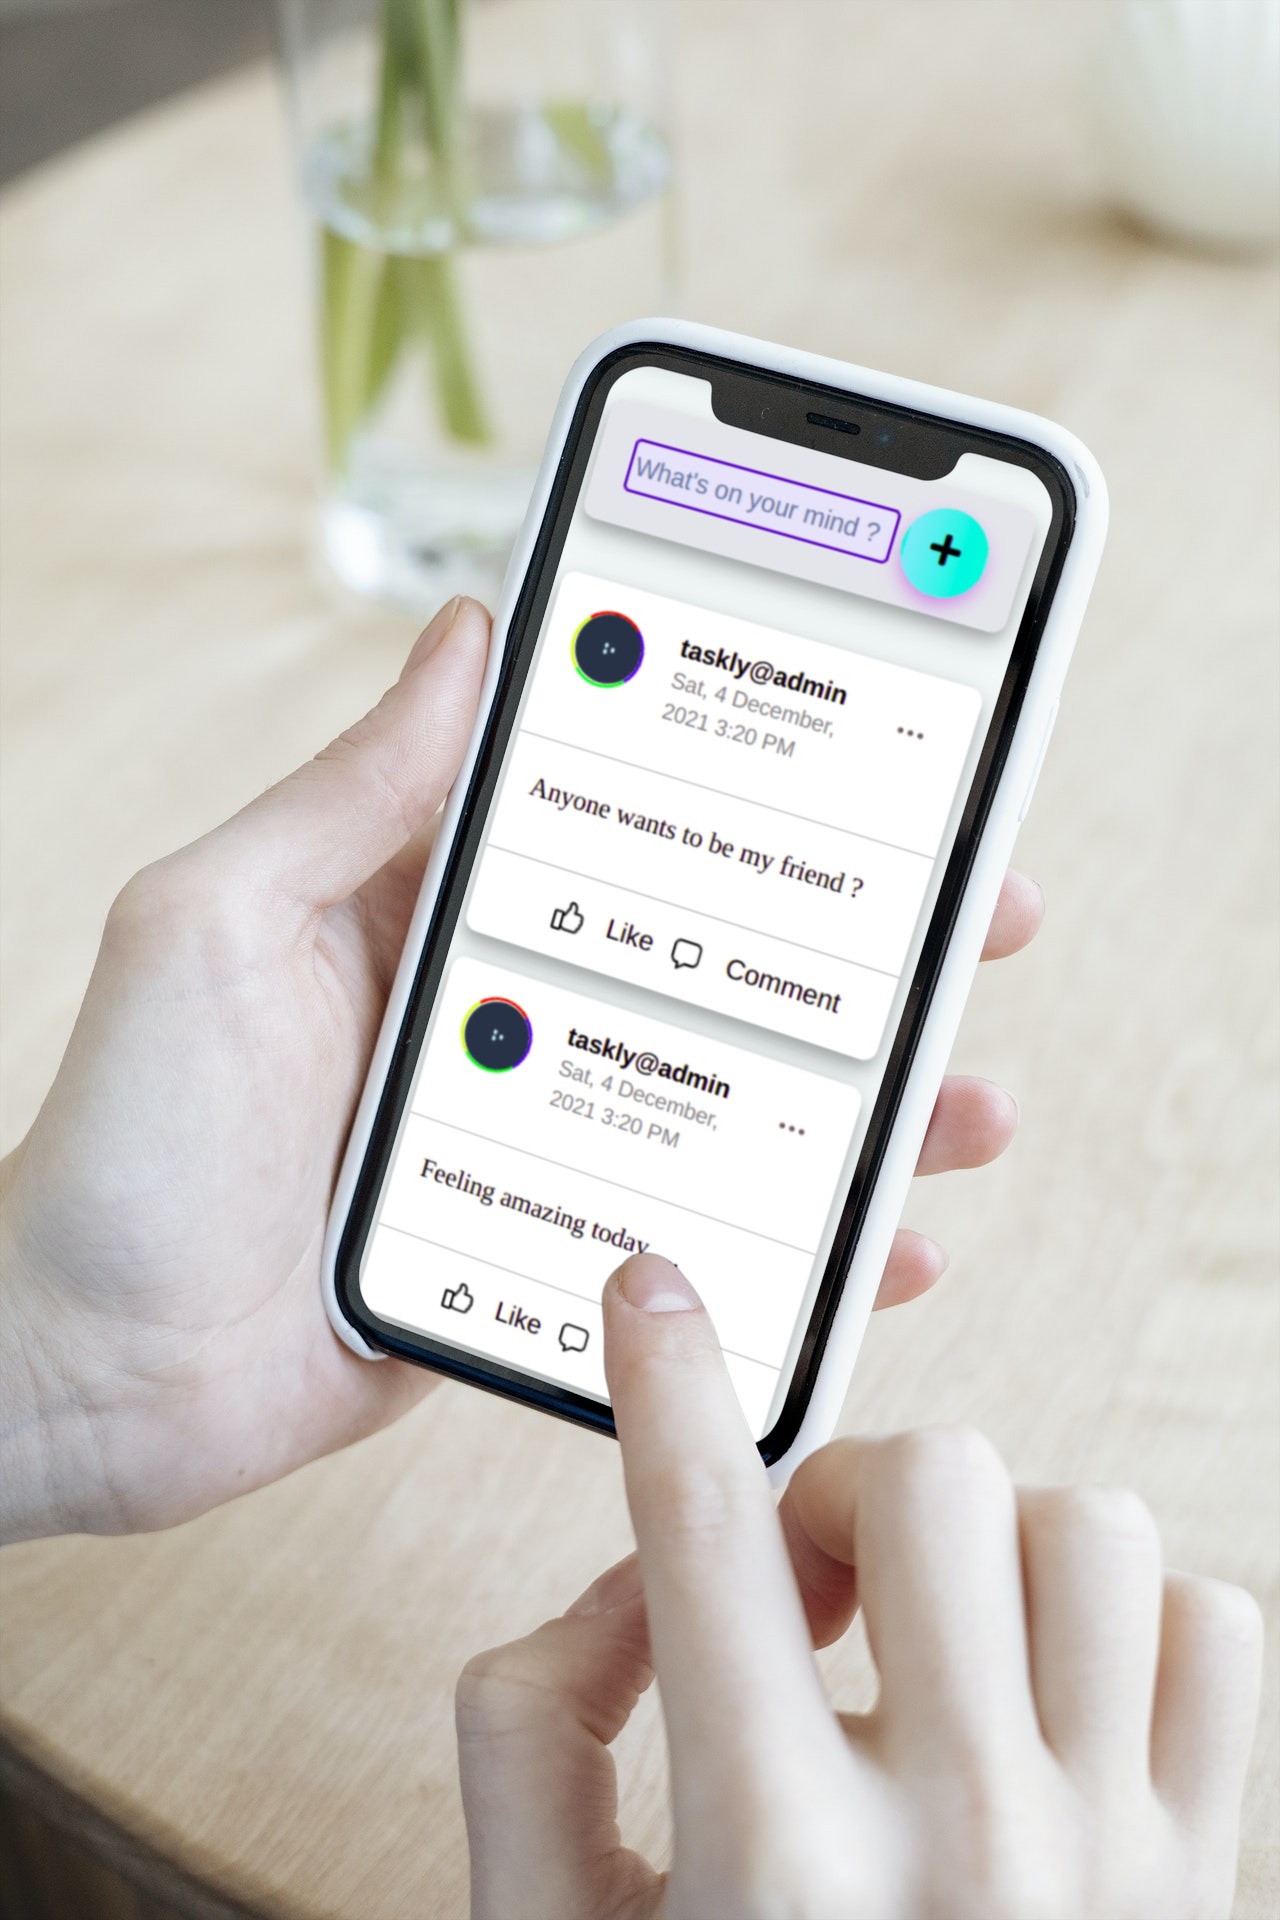 What's on your mind ?
taskly@admin
Sat, 4 December,
2021 3:20 PM
Anyone wants to be my friend ?
Like Comment
taskly@admin
Sat, 4 December,
2021 3:20 PM
Feeling amazing today
Like